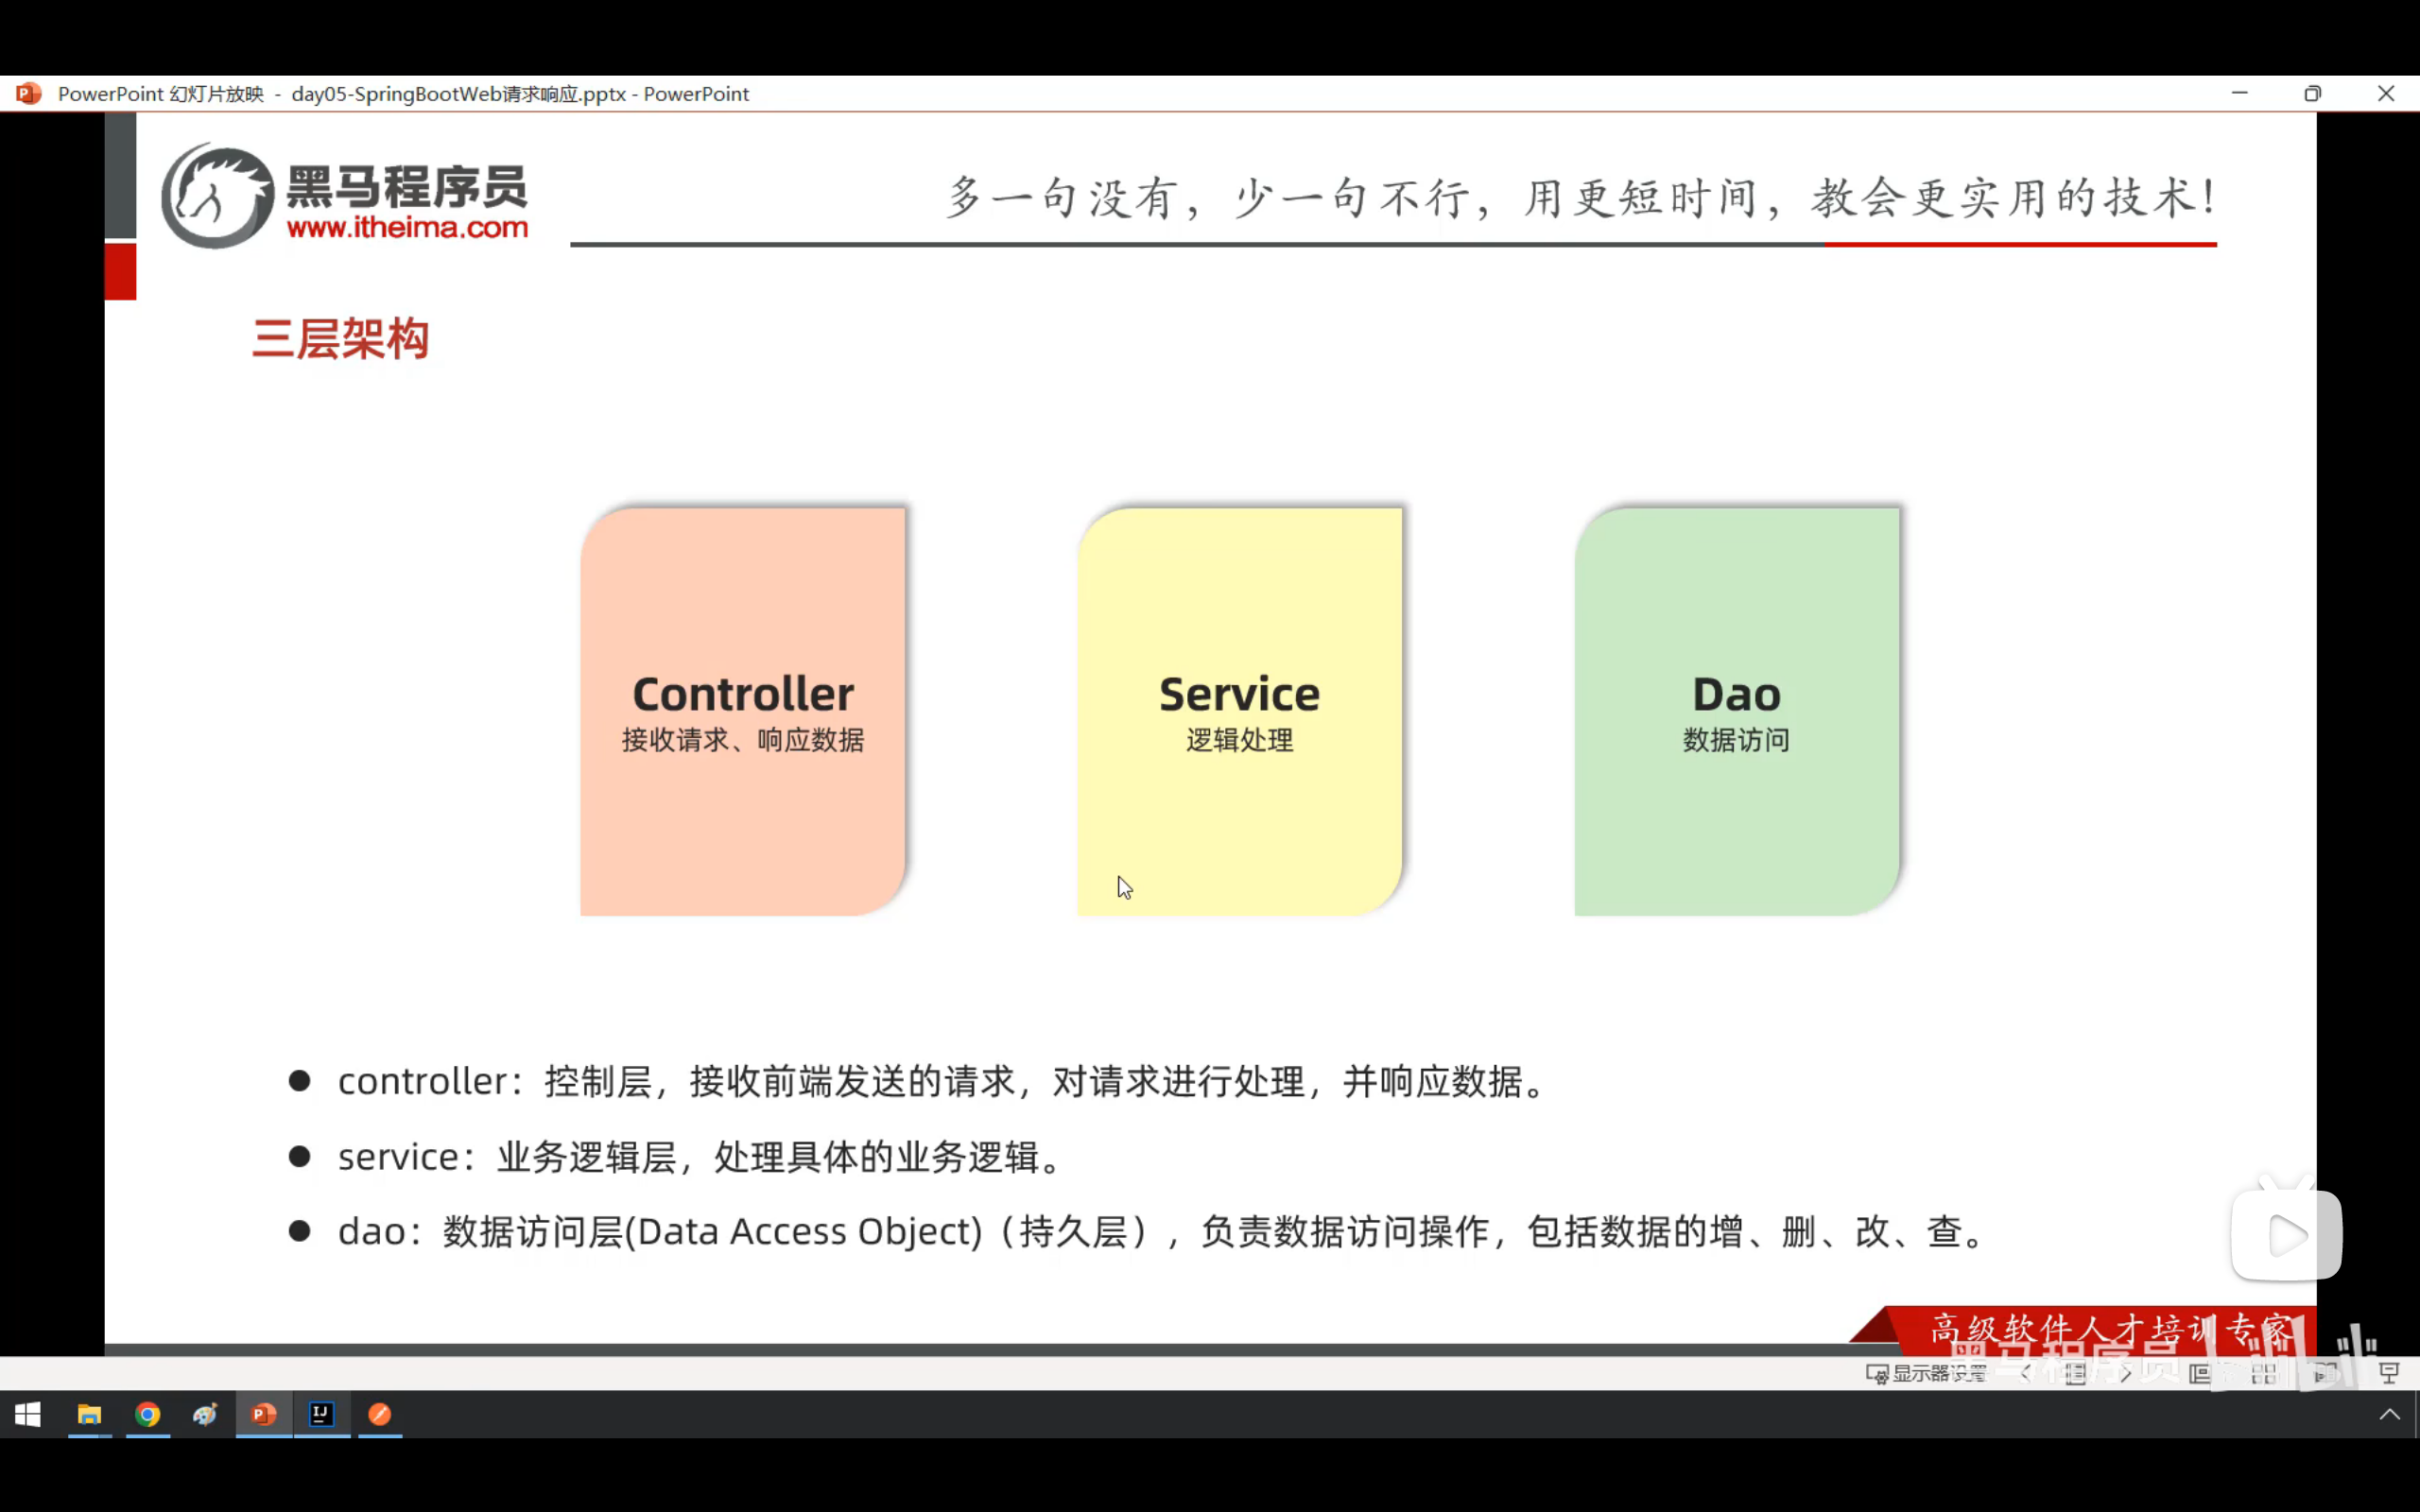 PowerPoint 幻灯片放映 - day05-SpringBootWeb请求响应.pptx - PowerPoint
黑马程序员
www.itheima.com
多一句没有，少一句不行，用更短时间，教会更实用的技术！
三层架构
Controller
接收请求、响应数据
Service
逻辑处理
Dao
数据访问
● controller：控制层，接收前端发送的请求，对请求进行处理，并响应数据。
● service：业务逻辑层，处理具体的业务逻辑。
● dao：数据访问层(Data Access Object)（持久层），负责数据访问操作，包括数据的增、删、改、查。
高级软件人才培训专家
黑马程序员
显示器设置